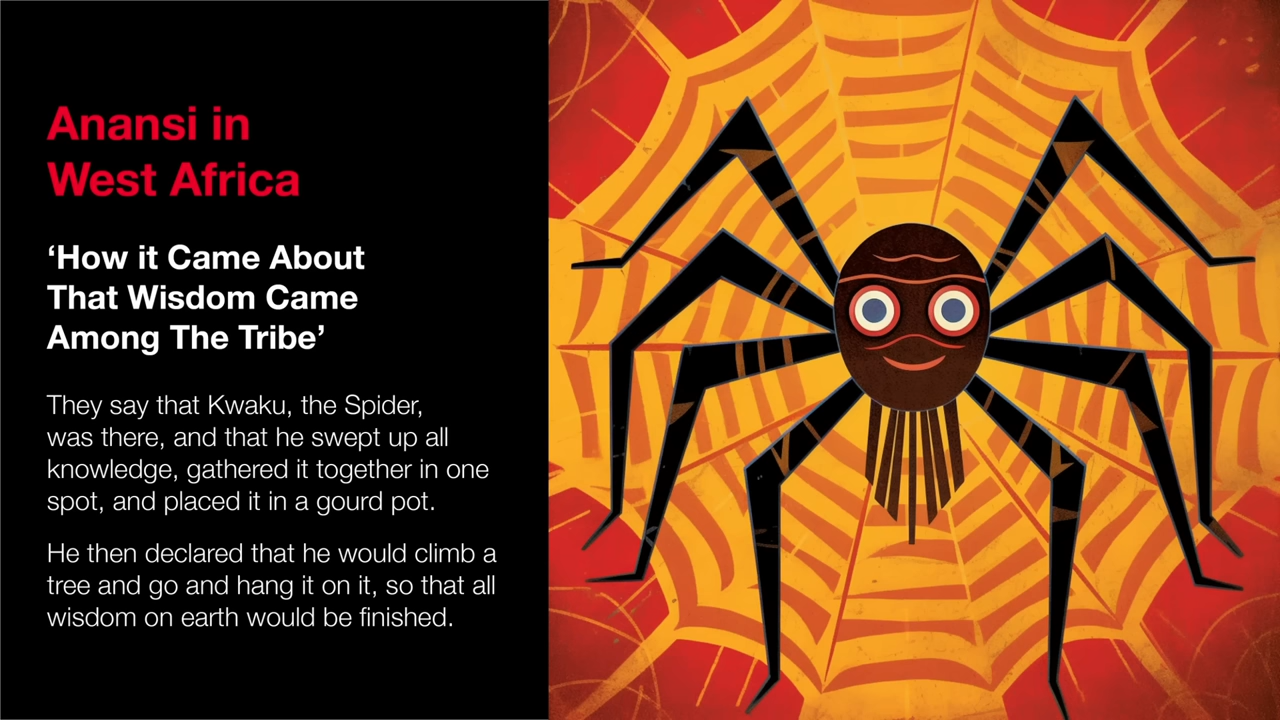 Anansi in
West Africa
‘How it Came About
That Wisdom Came
Among The Tribe’
They say that Kwaku, the Spider,
was there, and that he swept up all
knowledge, gathered it together in one
spot, and placed it in a gourd pot.
He then declared that he would climb a
tree and go and hang it on it, so that all
wisdom on earth would be finished.